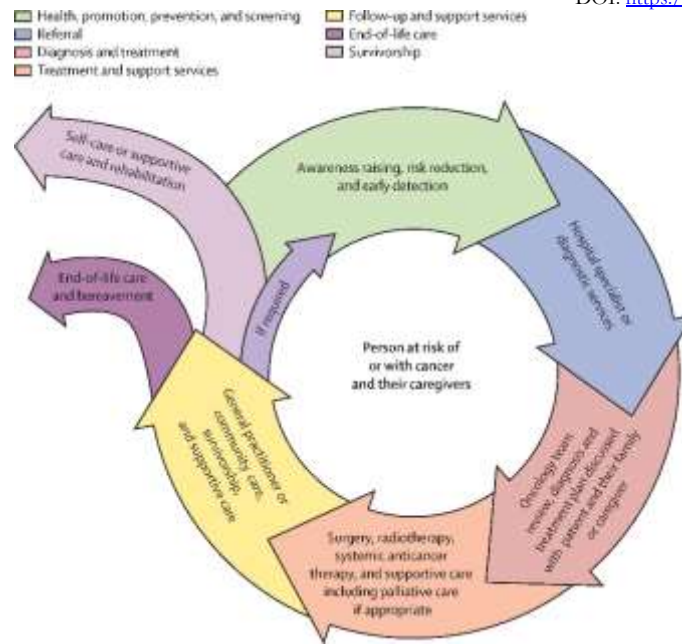 DOI: https:/
Health, promotion, prevention, and screening
Referral
Diagnosis and treatment
Treatment and support services
Follow-up and support services
End-of-life care
Survivorship
Self-care or supportive
care and rehabilitation
Awareness raising, risk reduction,
and early detection
Hospital specialist or
diagnostic services
End-of-life care
and bereavement
If required
Person at risk of
or with cancer
and their caregivers
General practitioner or
community care,
survivorship,
and supportive care
Oncology team
review, diagnosis and
treatment plan discussed
with patient and their family
or caregiver
Surgery, radiotherapy,
systemic anticancer
therapy, and supportive care
including palliative care
if appropriate